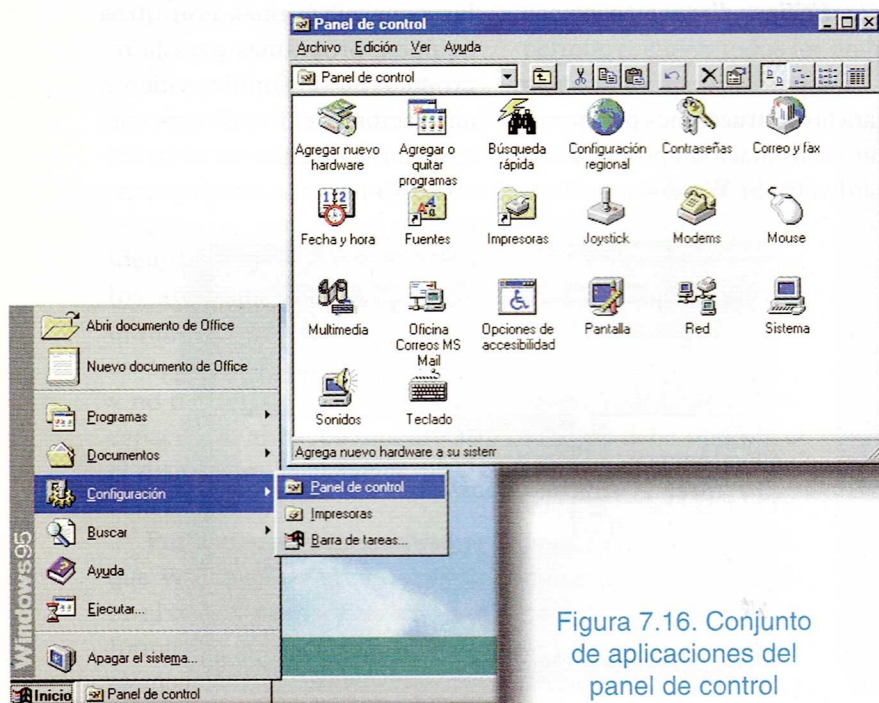 Panel de control
Archivo Edición Ver Ayuda
Panel de control
Agregar nuevo hardware
Agregar o quitar programas
Búsqueda rápida
Configuración regional
Contraseñas
Correo y fax
Fecha y hora
Fuentes
Impresoras
Joystick
Modems
Mouse
Multimedia
Oficina Correos MS Mail
Opciones de accesibilidad
Pantalla
Red
Sistema
Sonidos
Teclado
Agrega nuevo hardware a su sistem
Abrir documento de Office
Nuevo documento de Office
Programas
Documentos
Configuración
Buscar
Ayuda
Ejecutar...
Apagar el sistema...
Windows95
Panel de control
Impresoras
Barra de tareas...
Inicio
Panel de control
Figura 7.16. Conjunto
de aplicaciones del
panel de control